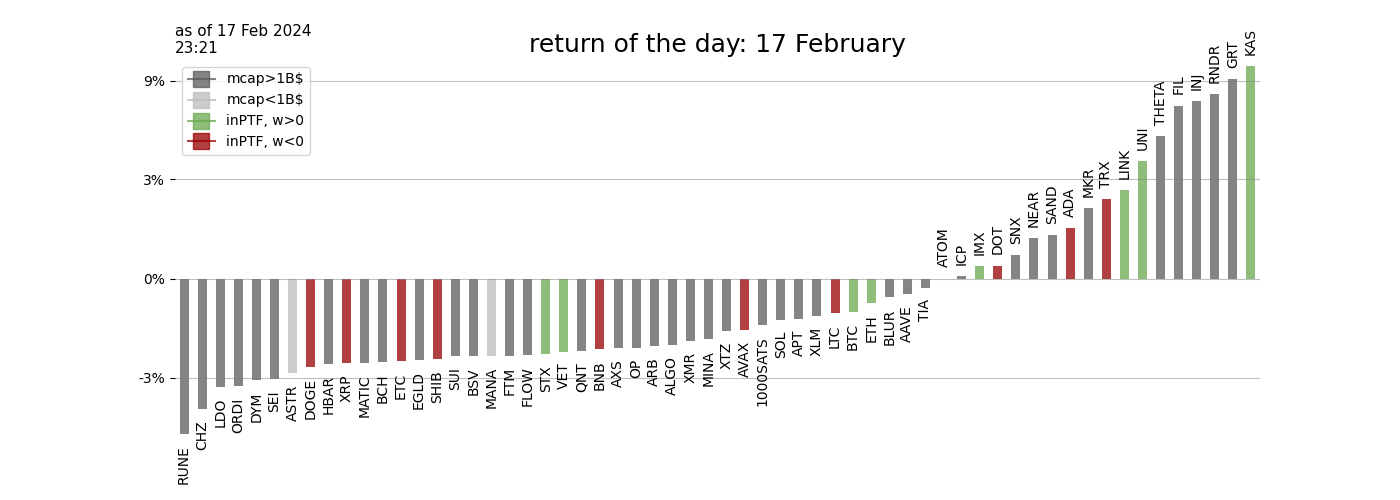 as of 17 Feb 2024
23:21
return of the day: 17 February
mcap>1B$
mcap<1B$
inPTF, w>0
inPTF, w<0
9%
3%
0%
-3%
RUNE
CHZ
LDO
ORDI
DYM
SEI
ASTR
DOGE
HBAR
XRP
MATIC
BCH
ETC
EGLD
SHIB
SUI
BSV
MANA
FTM
FLOW
STX
VET
QNT
BNB
AXS
OP
ARB
ALGO
XMR
MINA
XTZ
AVAX
1000SATS
SOL
APT
XLM
LTC
BTC
ETH
BLUR
AAVE
TIA
ATOM
ICP
IMX
DOT
SNX
NEAR
SAND
ADA
MKR
TRX
LINK
UNI
THETA
FIL
INJ
RNDR
GRT
KAS